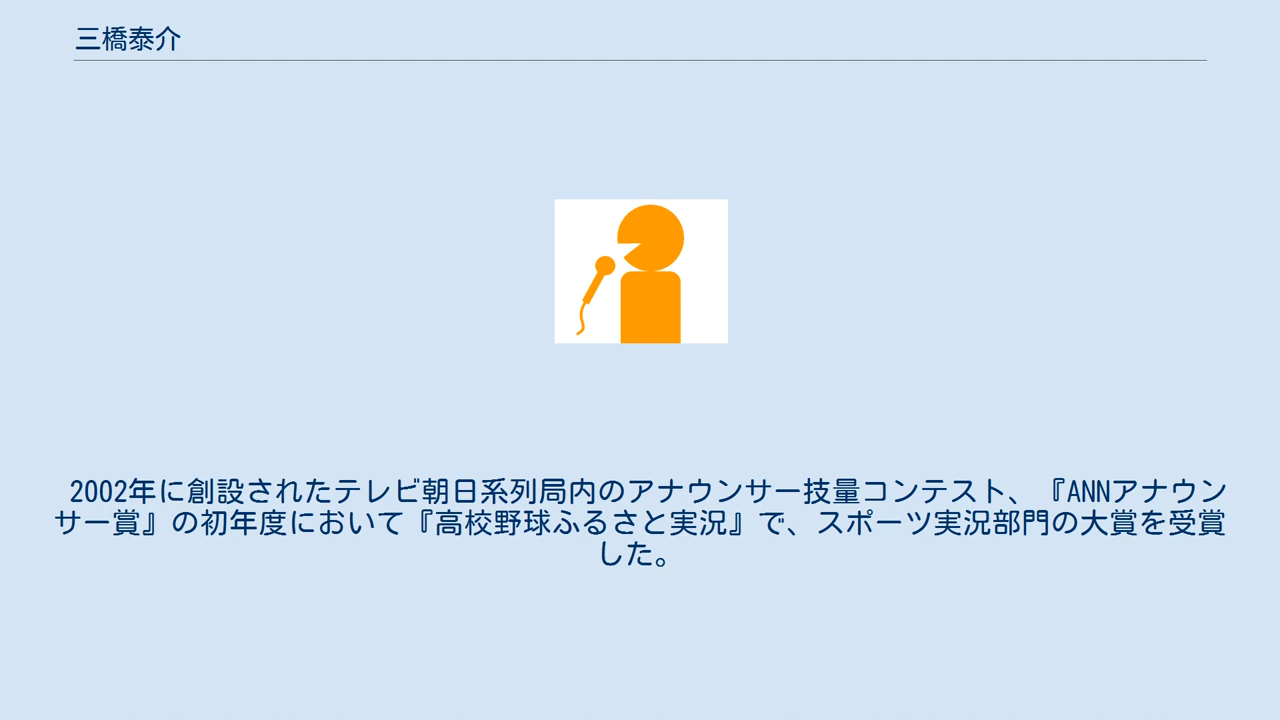 三橋泰介
2002年に創設されたテレビ朝日系列局内のアナウンサー技量コンテスト、『ANNアナウン
サー賞』の初年度において『高校野球ふるさと実況』で、スポーツ実況部門の大賞を受賞
した。